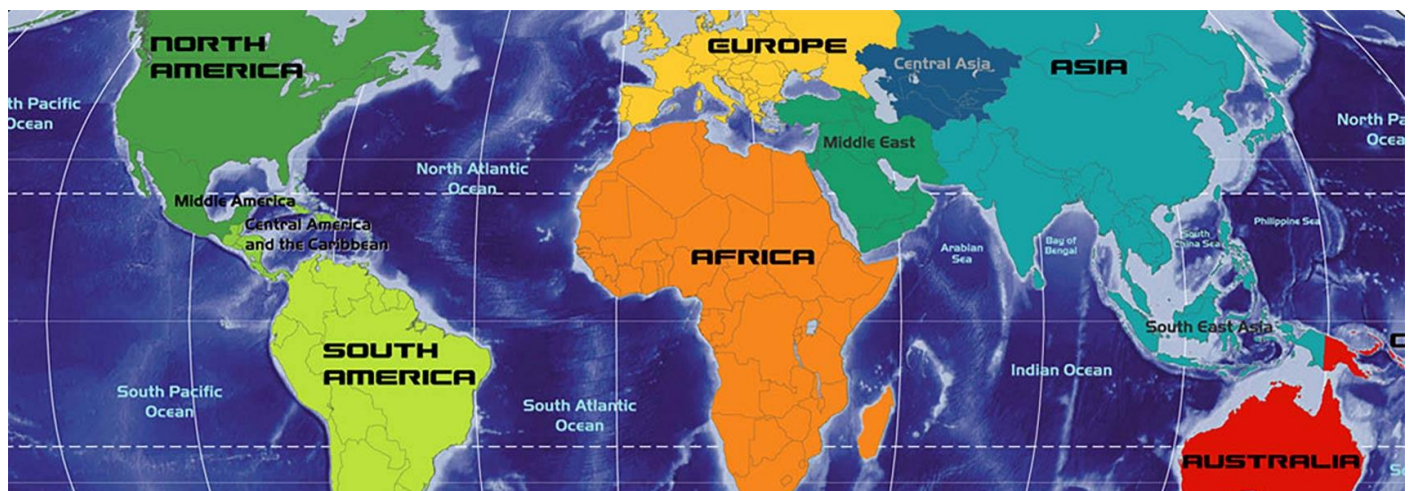 NORTH
AMERICA
EUROPE
Central Asia
ASIA
th Pacific
Ocean
North Pa
Ocea
Middle East
North Atlantic
Ocean
Middle America
Central America
and the Caribbean
Philippine Sea
South
China Sea
Arabian
Sea
Bay of
Bengal
AFRICA
South East Asia
SOUTH
AMERICA
Indian Ocean
South Pacific
Ocean
South Atlantic
Ocean
AUSTRALIA